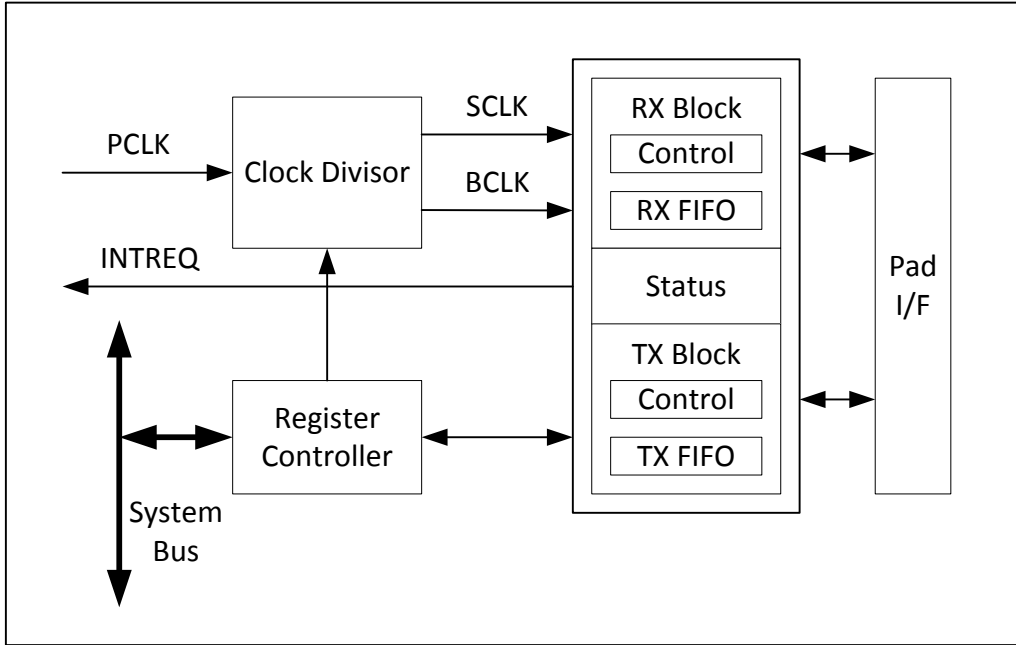 PCLK
Clock Divisor
SCLK
BCLK
INTREQ
Register
Controller
System
Bus
RX Block
Control
RX FIFO
Status
TX Block
Control
TX FIFO
Pad
I/F